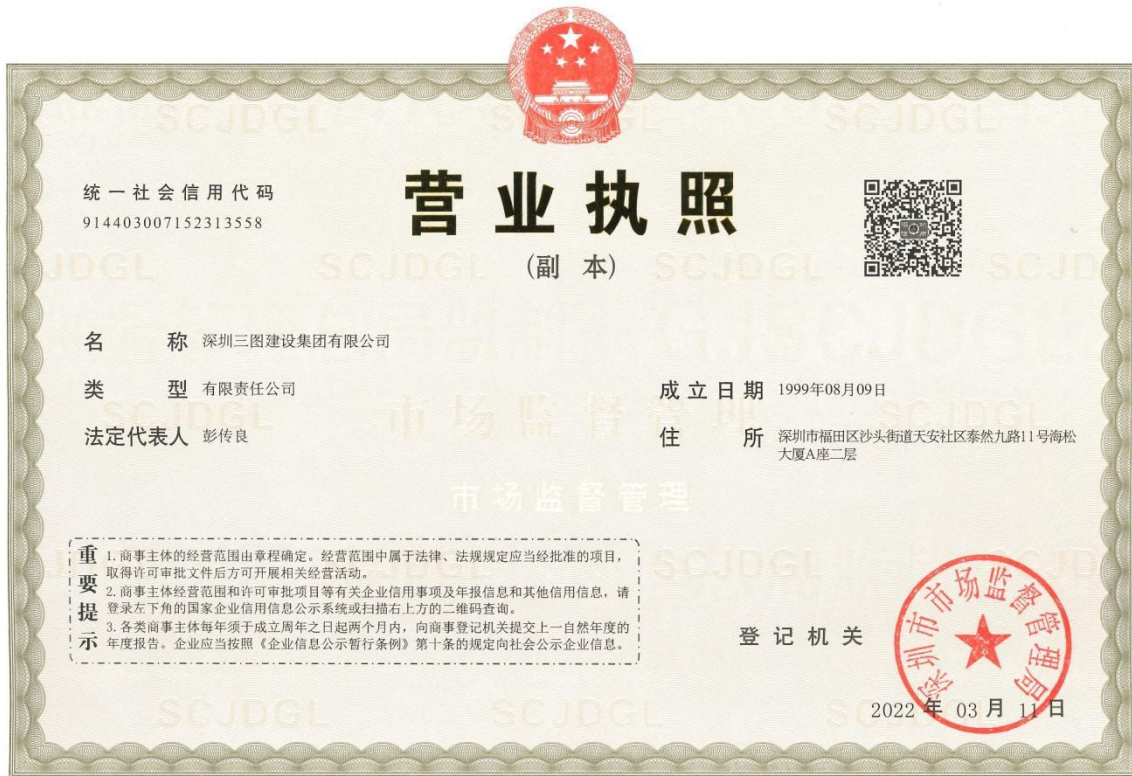 统一社会信用代码
914403007152313558
营业执照
(副 本)
名 称 深圳三图建设集团有限公司
类 型 有限责任公司
法定代表人 彭传良
成立日期 1999年08月09日
住 所 深圳市福田区沙头街道天安社区泰然九路11号海松
大厦A座二层
市场监督管理
市场监督管理
SCJDGL
重要提示
1.商事主体的经营范围由章程确定。经营范围中属于法律、法规规定应当经批准的项目，
取得许可审批文件后方可开展相关经营活动。
2.商事主体经营范围和许可审批项目等有关企业信用事项及年报信息和其他信用信息，请
登录左下角的国家企业信用信息公示系统或扫描右上方的二维码查询。
3.各类商事主体每年须于成立周年之日起两个月内，向商事登记机关提交上一自然年度的
年度报告。企业应当按照《企业信息公示暂行条例》第十条的规定向社会公示企业信息。
登记机关
深圳市市场监督管理局
2022 年 03 月 11 日